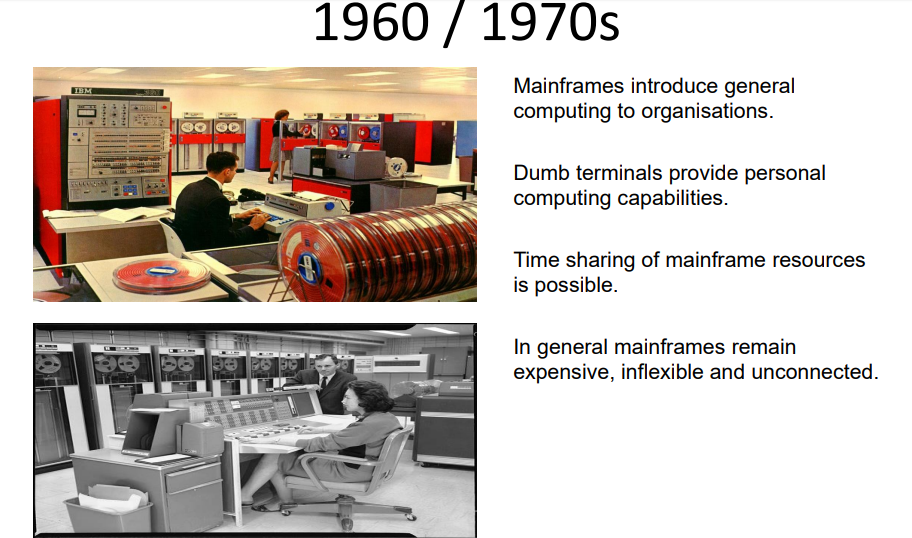 1960 / 1970s
IBM
Mainframes introduce general
computing to organisations.
Dumb terminals provide personal
computing capabilities.
Time sharing of mainframe resources
is possible.
In general mainframes remain
expensive, inflexible and unconnected.